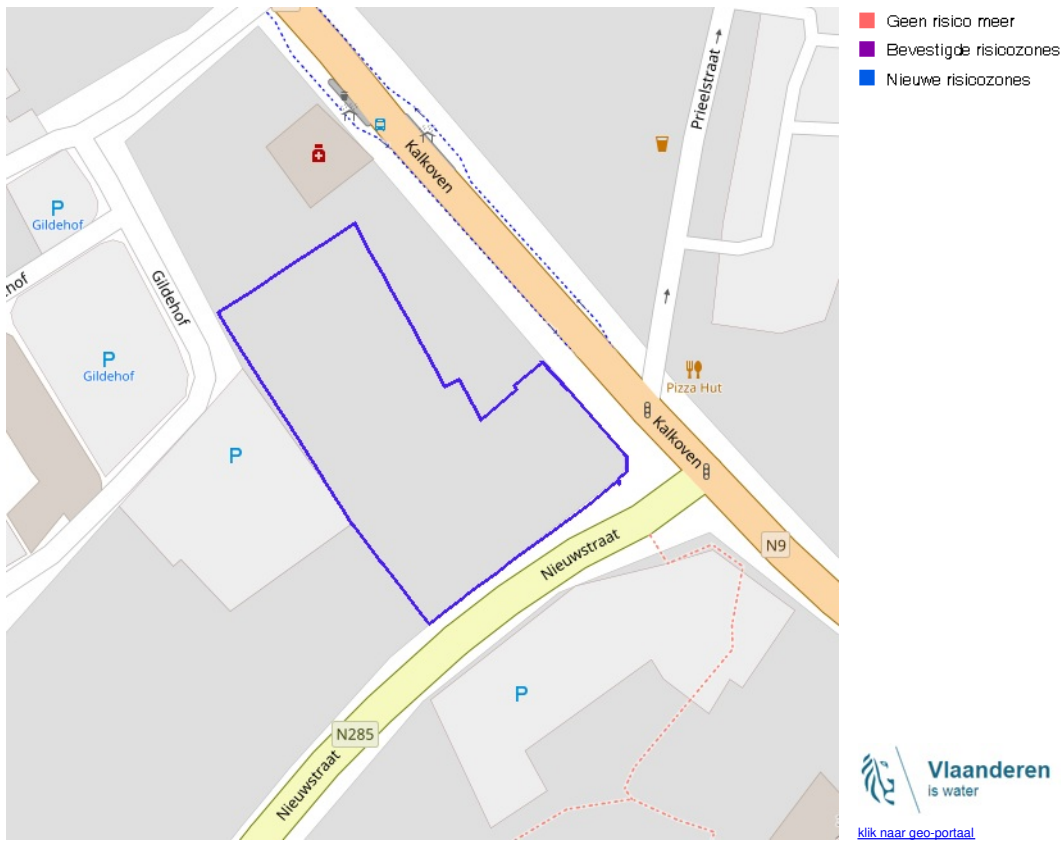 Geen risico meer
Bevestigde risicozones
Nieuwe risicozones
Prieelstraat →
Kalkoven
P
Gildehof
hof
Gildehof
P
Gildehof
Pizza Hut
P
Kalkoven
N9
Nieuwstraat
P
N285
Nieuwstraat
Vlaanderen
is water
klik naar geo-portaal